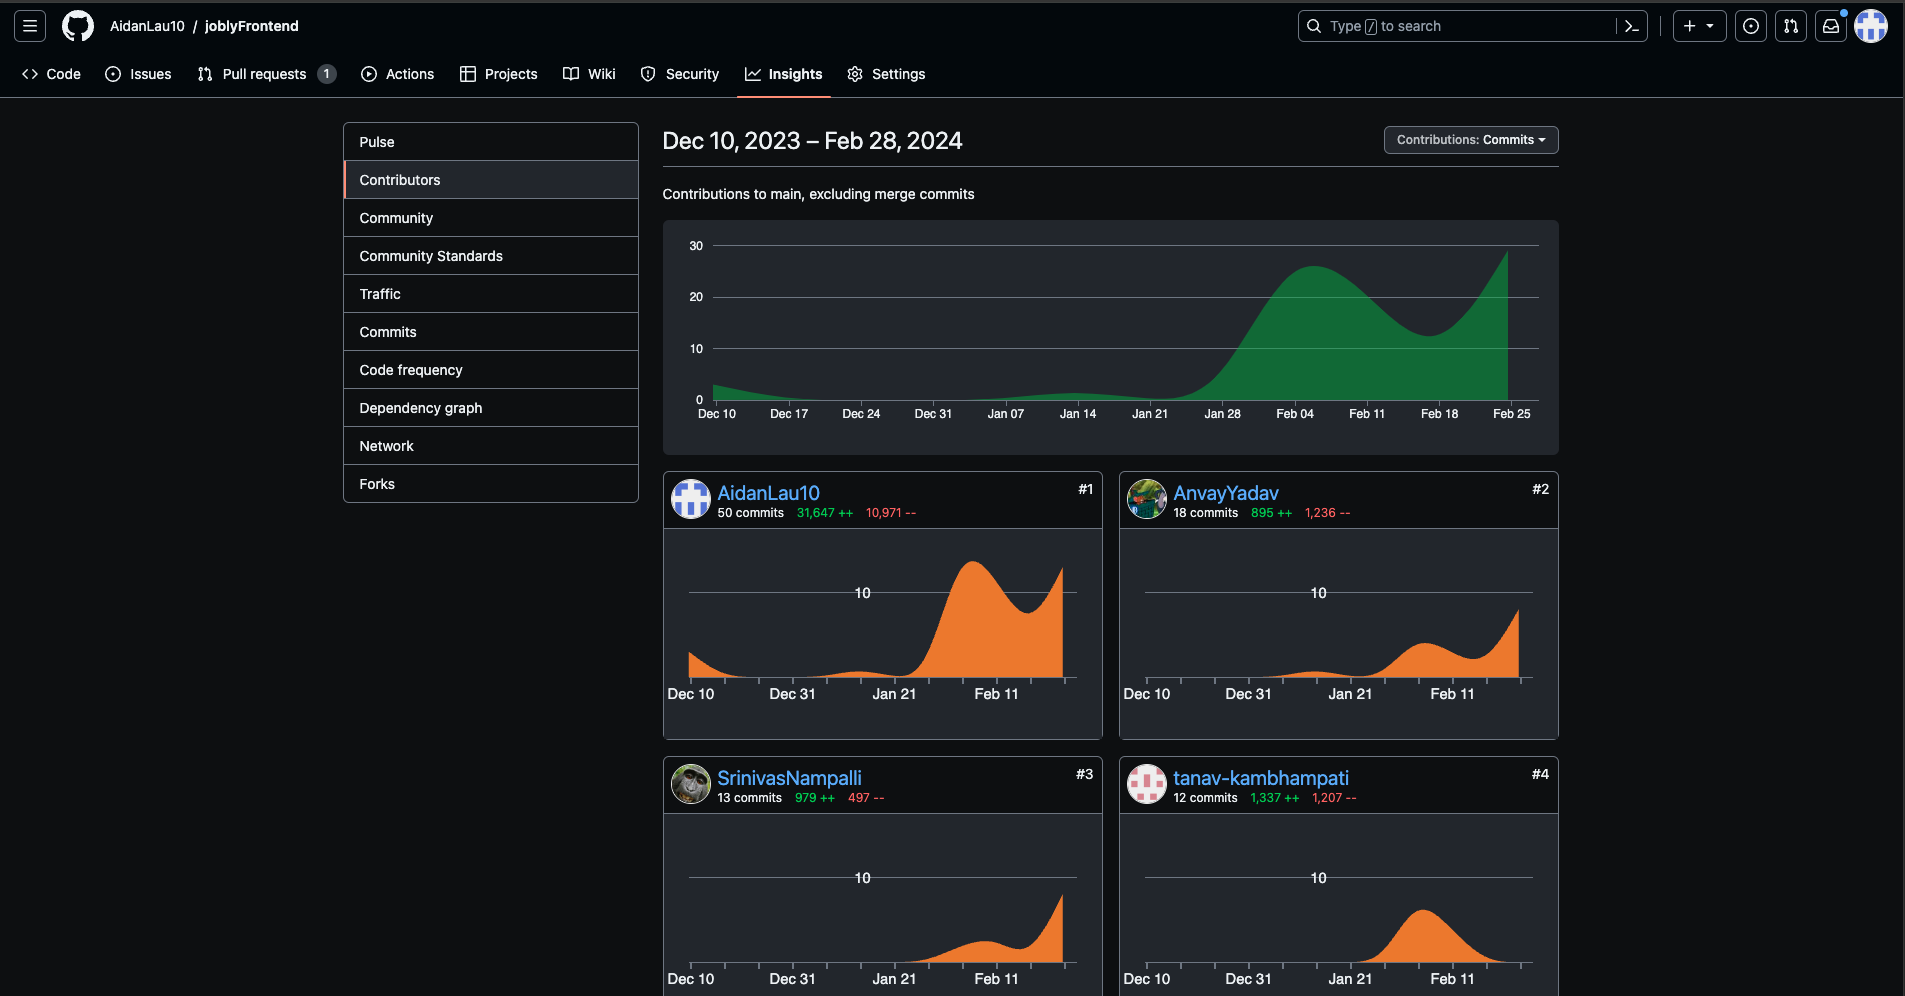 AidanLau10 / joblyFrontend
Type / to search
Code
Issues
Pull requests 1
Actions
Projects
Wiki
Security
Insights
Settings
Pulse
Contributors
Community
Community Standards
Traffic
Commits
Code frequency
Dependency graph
Network
Forks
Dec 10, 2023 – Feb 28, 2024
Contributions: Commits
Contributions to main, excluding merge commits
30
20
10
0
Dec 10 Dec 17 Dec 24 Dec 31 Jan 07 Jan 14 Jan 21 Jan 28 Feb 04 Feb 11 Feb 18 Feb 25
AidanLau10 #1
50 commits 31,647 ++ 10,971 --
10
Dec 10 Dec 31 Jan 21 Feb 11
AnvayYadav #2
18 commits 895 ++ 1,236 --
10
Dec 10 Dec 31 Jan 21 Feb 11
SrinivasNampalli #3
13 commits 979 ++ 497 --
10
Dec 10 Dec 31 Jan 21 Feb 11
tanav-kambhampati #4
12 commits 1,337 ++ 1,207 --
10
Dec 10 Dec 31 Jan 21 Feb 11